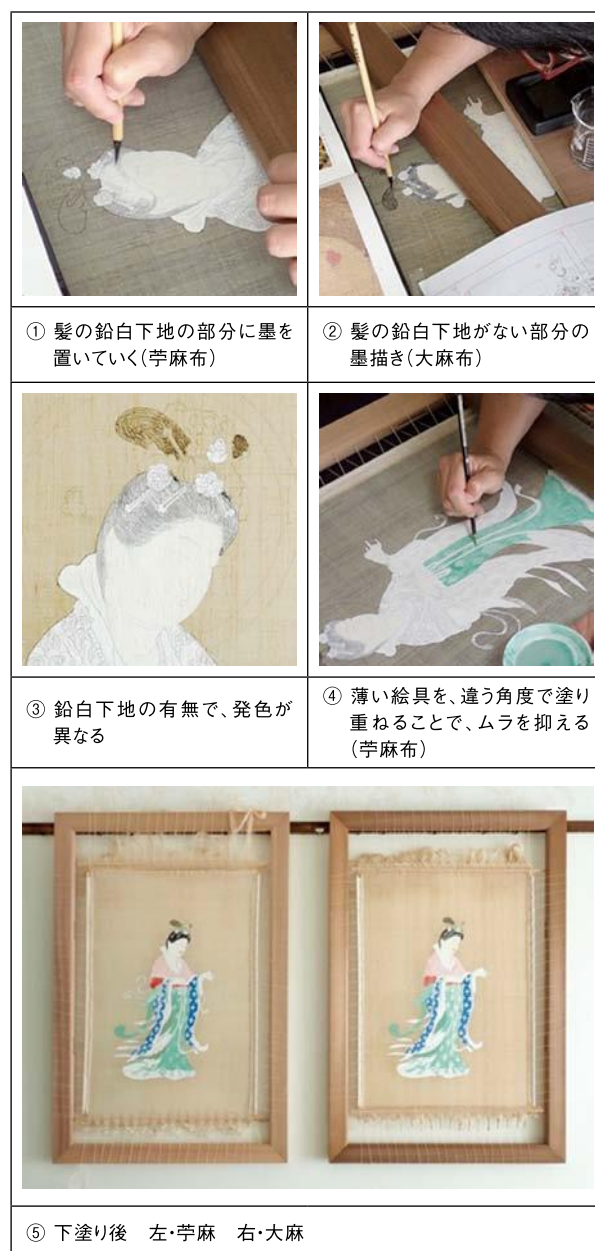 ① 髪の鉛白下地の部分に墨を
置いていく(苧麻布)
② 髪の鉛白下地がない部分の
墨描き(大麻布)
③ 鉛白下地の有無で、発色が
異なる
④ 薄い絵具を、違う角度で塗り
重ねることで、ムラを抑える
(苧麻布)
⑤ 下塗り後　左・苧麻　右・大麻